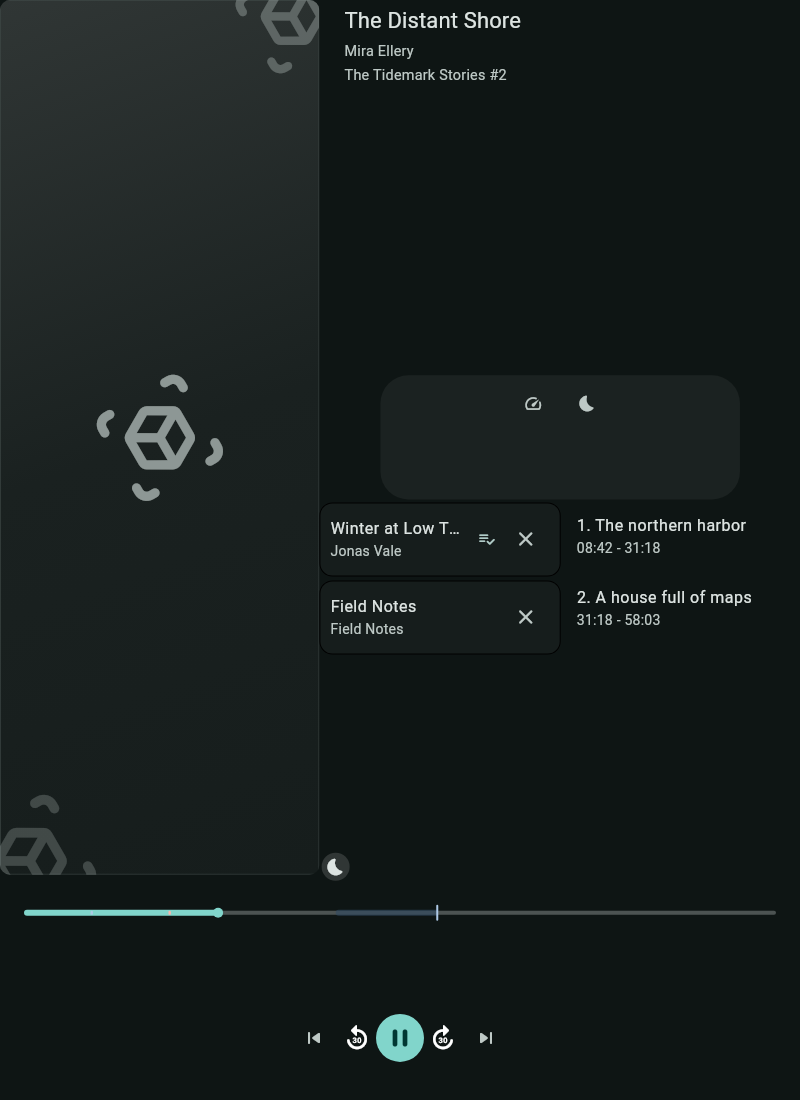 The Distant Shore
Mira Ellery
The Tidemark Stories #2
Winter at Low T…
Jonas Vale
1. The northern harbor
08:42 - 31:18
Field Notes
Field Notes
2. A house full of maps
31:18 - 58:03
30
30